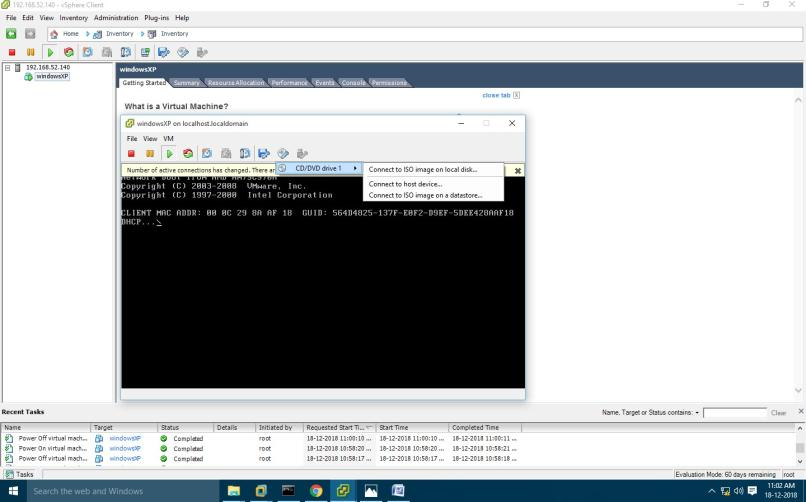 192.168.52.140 - vSphere Client
File Edit View Inventory Administration Plug-ins Help
Home Inventory Inventory
192.168.52.140
windowsXP
windowsXP
Getting Started Summary Resource Allocation Performance Events Console Permissions
close tab
What is a Virtual Machine?
windowsXP on localhost.localdomain
File View VM
Number of active connections has changed. There ar
CD/DVD drive 1
Connect to ISO image on local disk...
Connect to host device...
Connect to ISO image on a datastore...
Network boot from AMD Am79C970A
Copyright (C) 2003-2008 VMware, Inc.
Copyright (C) 1997-2000 Intel Corporation
CLIENT MAC ADDR: 00 0C 29 8A AF 18 GUID: 564D4825-137F-E0F2-D9EF-5DEE428AAF18
DHCP...\
Recent Tasks
Name, Target or Status contains: Clear
Name Target Status Details Initiated by Requested Start Ti... Start Time Completed Time
Power Off virtual mach... windowsXP Completed root 18-12-2018 11:00:10 ... 18-12-2018 11:00:10 ... 18-12-2018 11:00:11 ...
Power On virtual mach... windowsXP Completed root 18-12-2018 10:58:20 ... 18-12-2018 10:58:20 ... 18-12-2018 10:58:21 ...
Power Off virtual mach... windowsXP Completed root 18-12-2018 10:58:17 ... 18-12-2018 10:58:17 ... 18-12-2018 10:58:18 ...
Tasks
Evaluation Mode: 60 days remaining root
Search the web and Windows
11:02 AM
18-12-2018